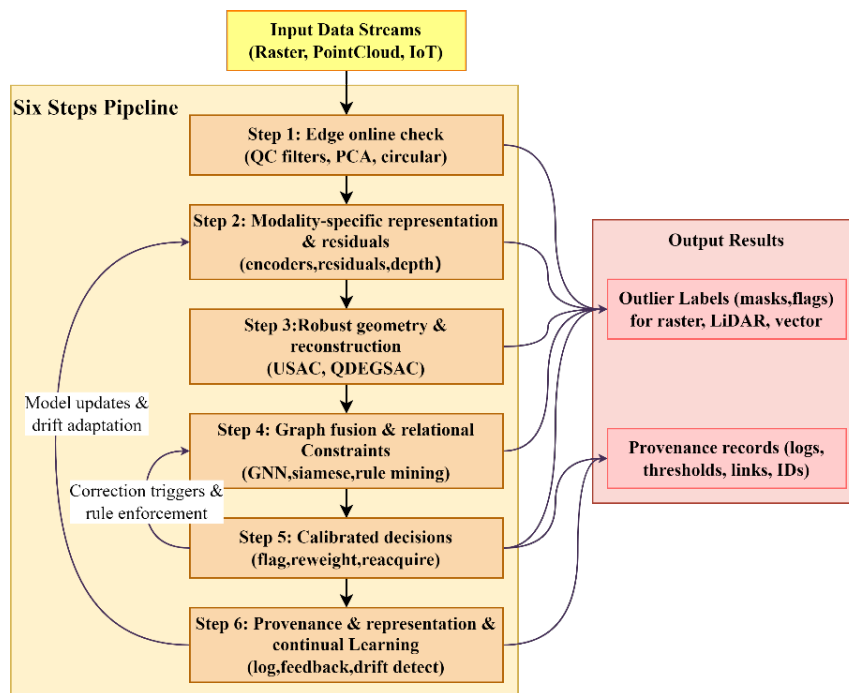 Input Data Streams
(Raster, PointCloud, IoT)
Six Steps Pipeline
Step 1: Edge online check
(QC filters, PCA, circular)
Step 2: Modality-specific representation
& residuals
(encoders,residuals,depth)
Step 3:Robust geometry &
reconstruction
(USAC, QDEGSAC)
Step 4: Graph fusion & relational
Constraints
(GNN,siamese,rule mining)
Step 5: Calibrated decisions
(flag,reweight,reacquire)
Step 6: Provenance & representation &
continual Learning
(log,feedback,drift detect)
Model updates &
drift adaptation
Correction triggers &
rule enforcement
Output Results
Outlier Labels (masks,flags)
for raster, LiDAR, vector
Provenance records (logs,
thresholds, links, IDs)